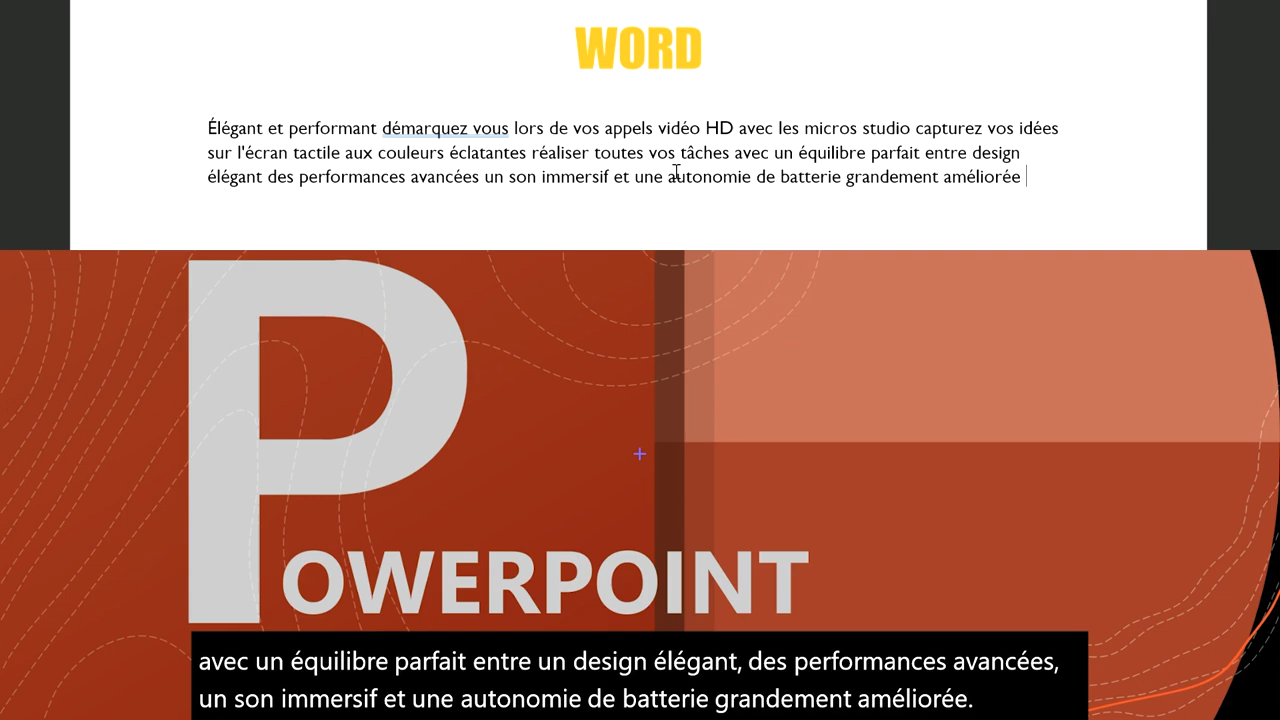 WORD
Élégant et performant démarquez vous lors de vos appels vidéo HD avec les micros studio capturez vos idées
sur l'écran tactile aux couleurs éclatantes réaliser toutes vos tâches avec un équilibre parfait entre design
élégant des performances avancées un son immersif et une autonomie de batterie grandement améliorée
POWERPOINT
avec un équilibre parfait entre un design élégant, des performances avancées,
un son immersif et une autonomie de batterie grandement améliorée.